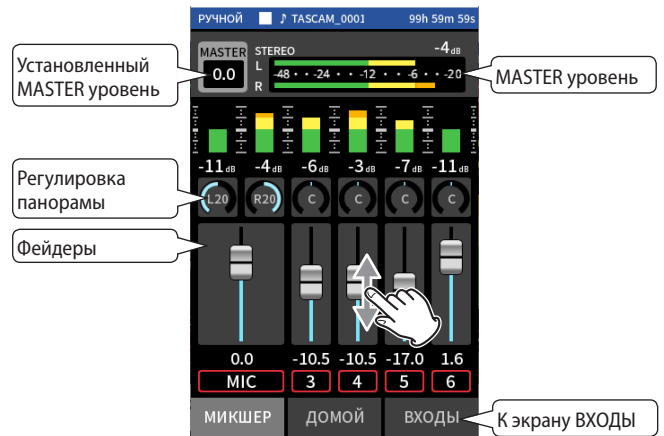 РУЧНОЙ ♪ TASCAM_0001 99h 59m 59s
Установленный
MASTER уровень
MASTER
0.0
STEREO -4dB
L
-48 · · -24 · · -12 · · -6 · · -20
R
MASTER уровень
-11dB -4dB -6dB -3dB -7dB -11dB
Регулировка
панорамы
L20 R20 C C C C
Фейдеры
0.0 -10.5 -10.5 -17.0 1.6
MIC 3 4 5 6
МИКШЕР ДОМОЙ ВХОДЫ
К экрану ВХОДЫ